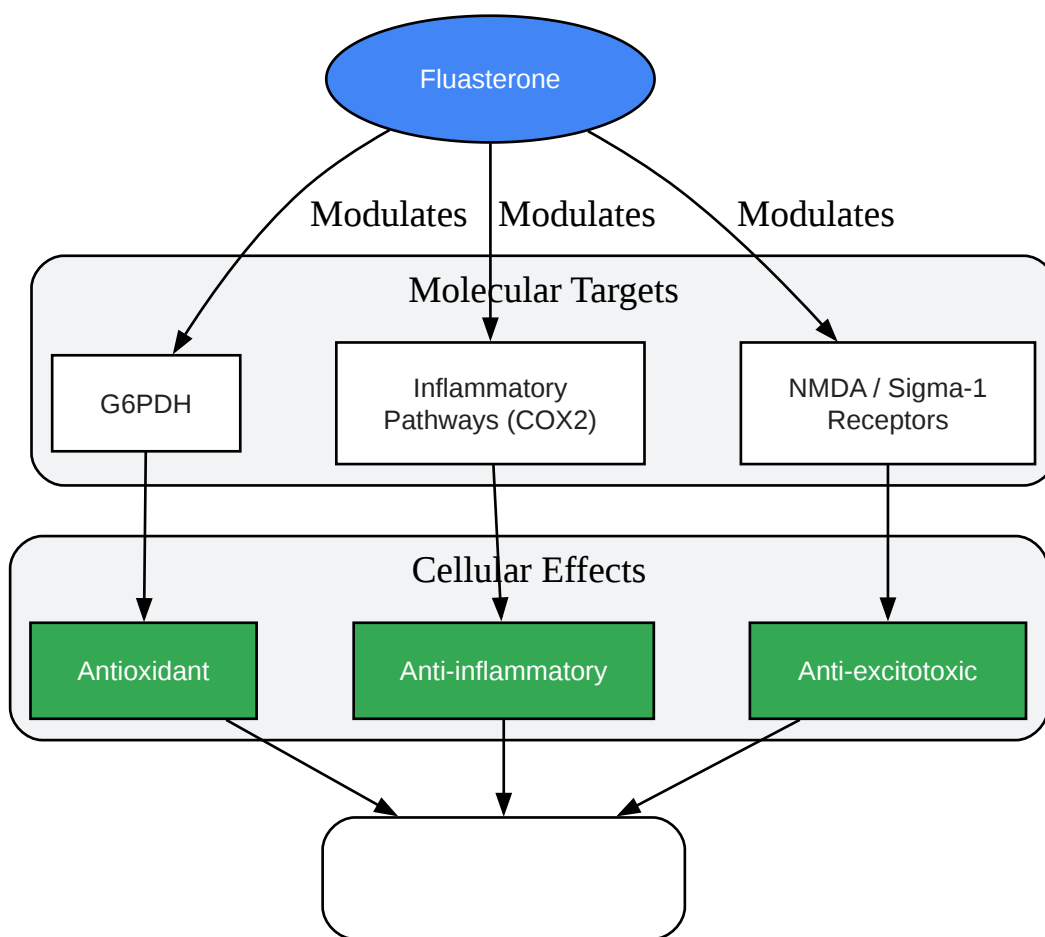 Fluasterone
Modulates
Modulates
Modulates
Molecular Targets
G6PDH
Inflammatory
Pathways (COX2)
NMDA / Sigma-1
Receptors
Cellular Effects
Antioxidant
Anti-inflammatory
Anti-excitotoxic